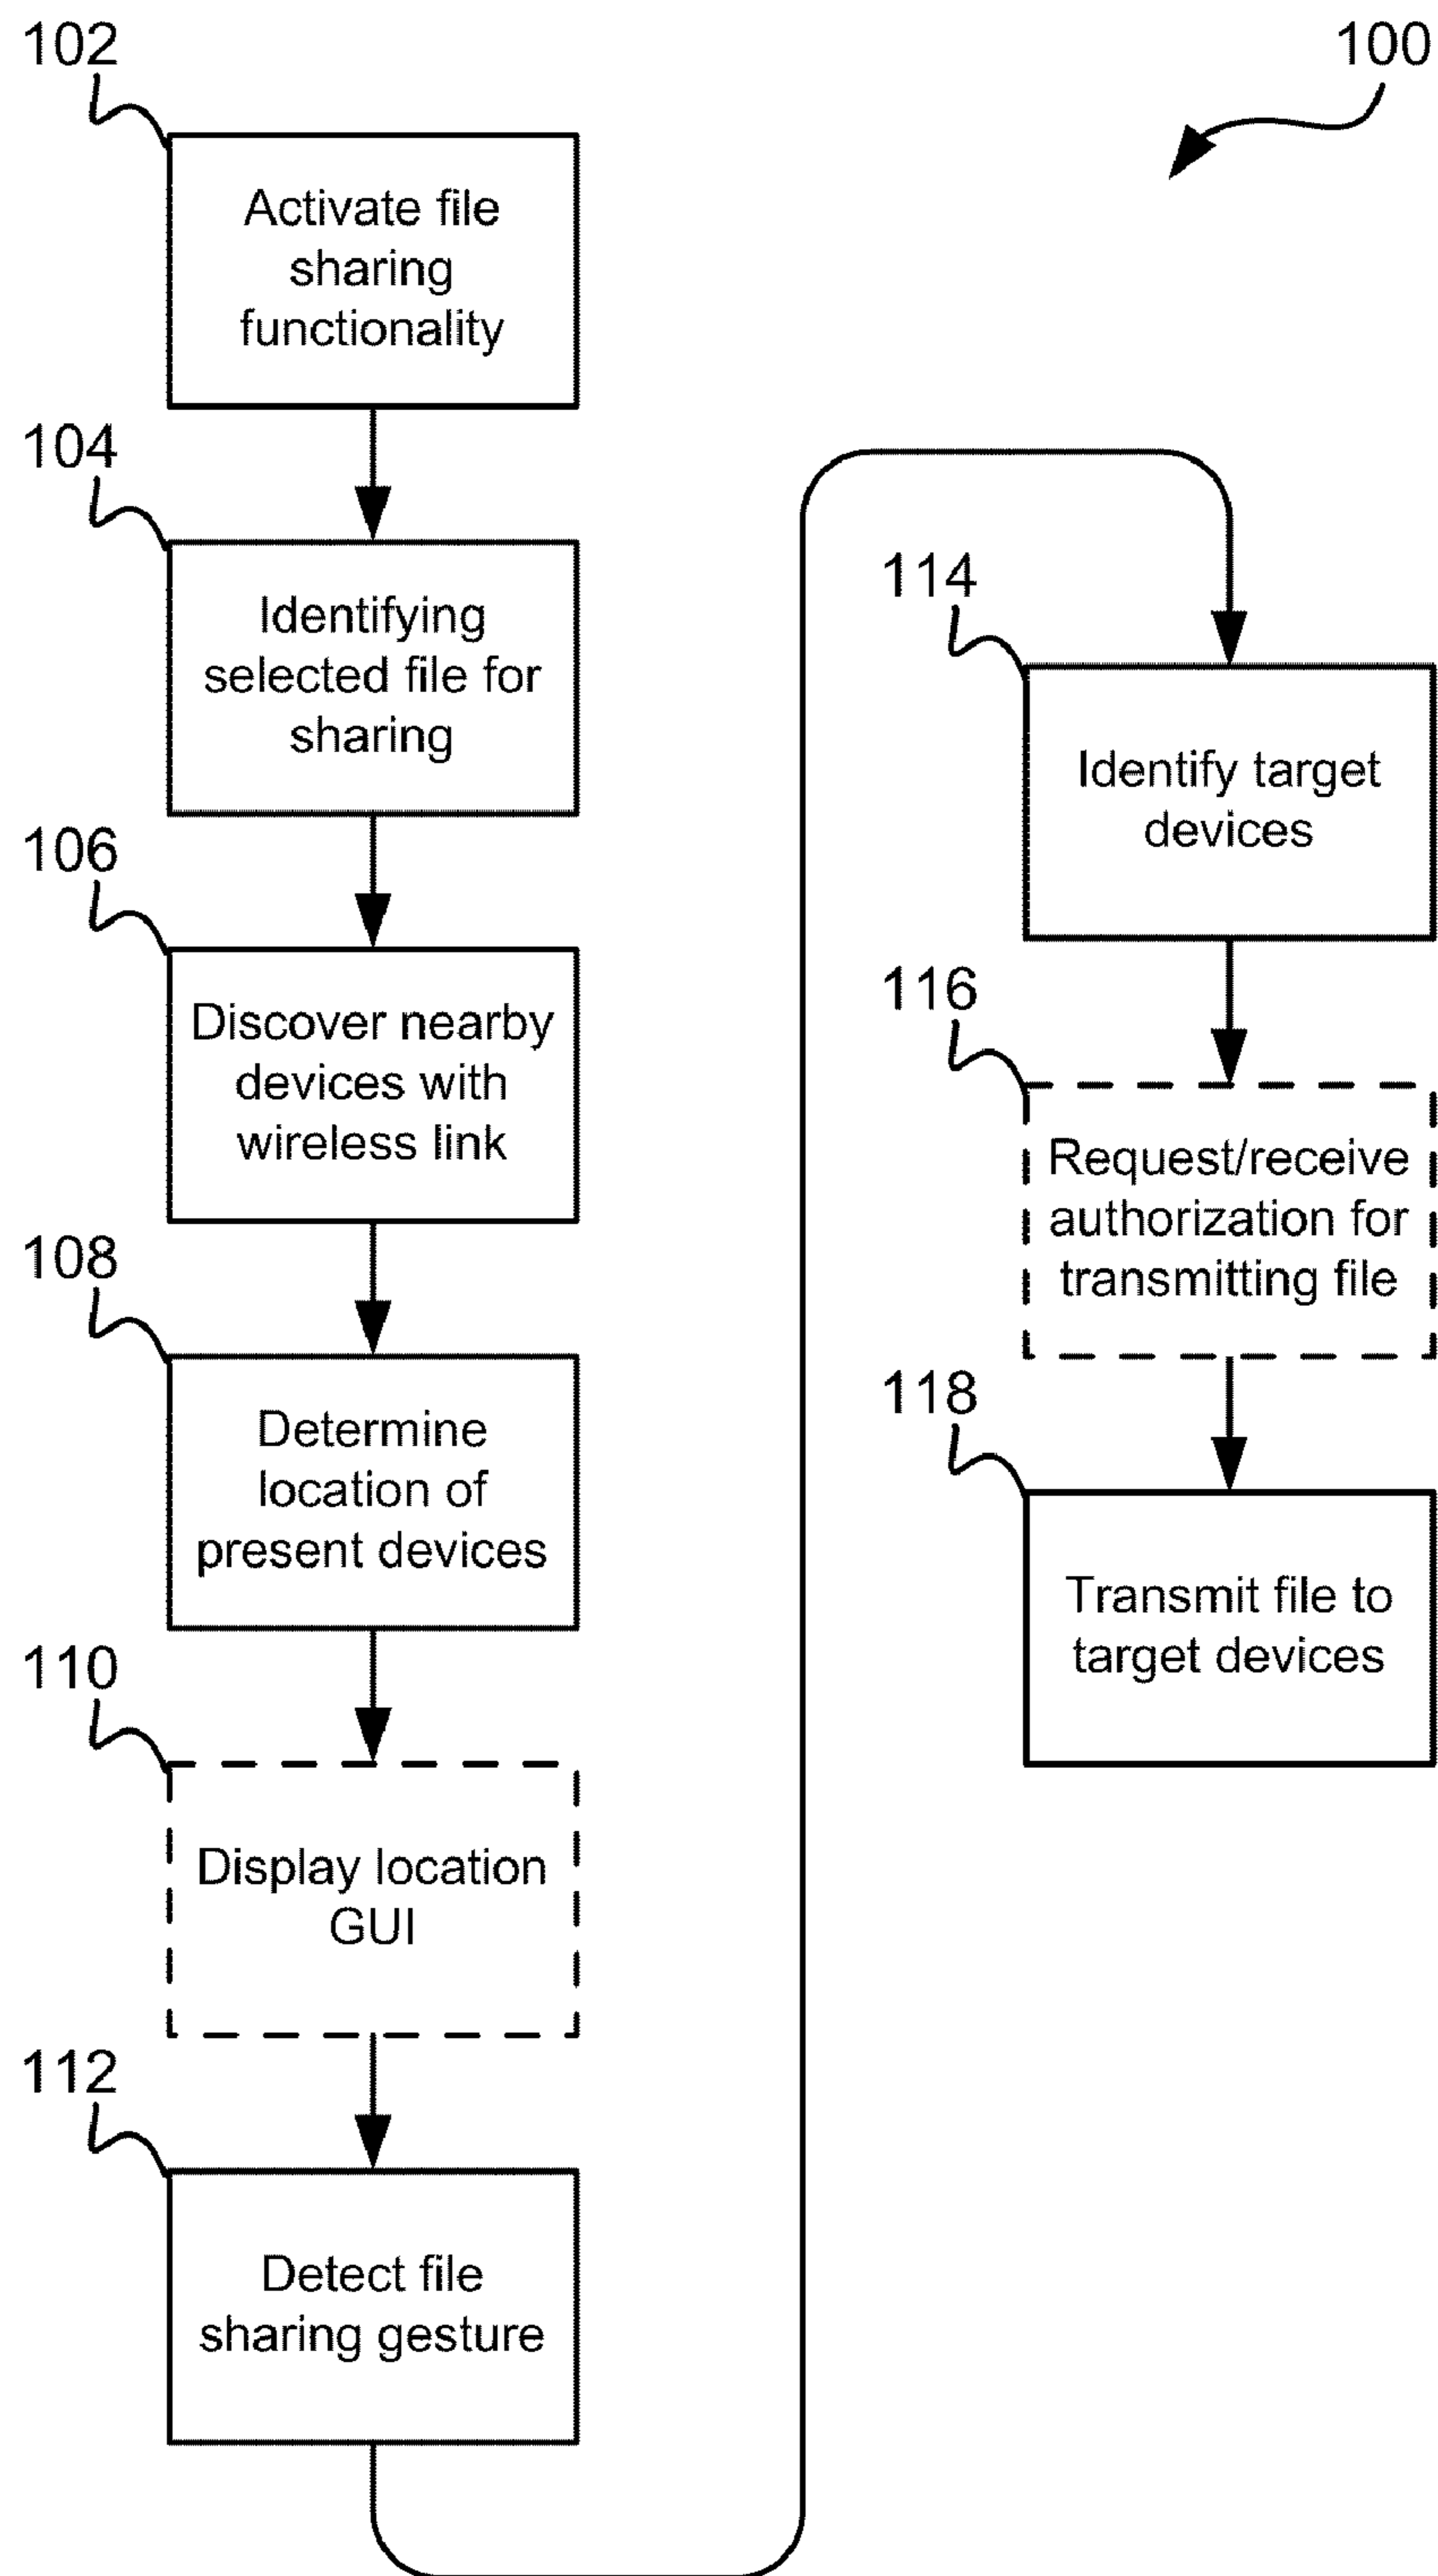 102
100
Activate file
sharing
functionality
104
Identifying
selected file for
sharing
106
Discover nearby
devices with
wireless link
108
Determine
location of
present devices
110
Display location
GUI
112
Detect file
sharing gesture
114
Identify target
devices
116
Request/receive
authorization for
transmitting file
118
Transmit file to
target devices